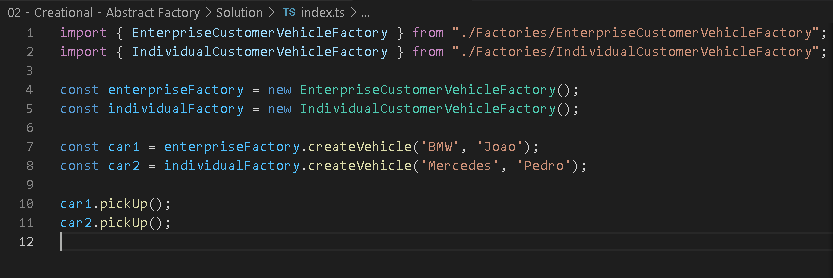 02 - Creational - Abstract Factory > Solution > TS index.ts > ...
1 import { EnterpriseCustomerVehicleFactory } from "./Factories/EnterpriseCustomerVehicleFactory";
2 import { IndividualCustomerVehicleFactory } from "./Factories/IndividualCustomerVehicleFactory";
3
4 const enterpriseFactory = new EnterpriseCustomerVehicleFactory();
5 const individualFactory = new IndividualCustomerVehicleFactory();
6
7 const car1 = enterpriseFactory.createVehicle('BMW', 'Joao');
8 const car2 = individualFactory.createVehicle('Mercedes', 'Pedro');
9
10 car1.pickUp();
11 car2.pickUp();
12